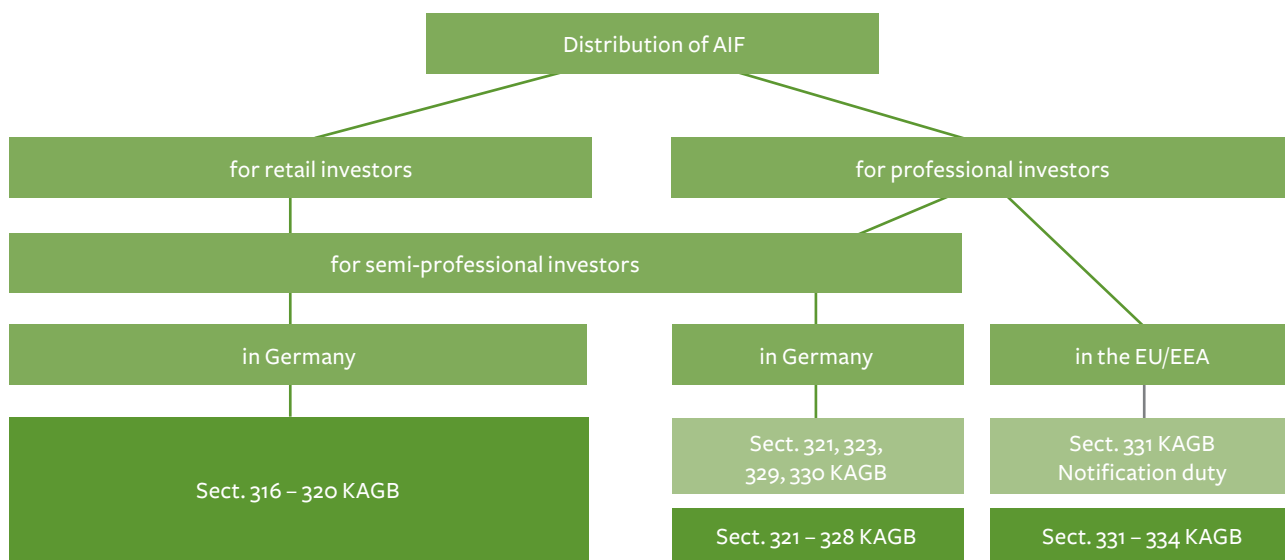 Distribution of AIF
for retail investors
for professional investors
for semi-professional investors
in Germany
in Germany
in the EU/EEA
Sect. 316 – 320 KAGB
Sect. 321, 323,
329, 330 KAGB
Sect. 331 KAGB
Notification duty
Sect. 321 – 328 KAGB
Sect. 331 – 334 KAGB